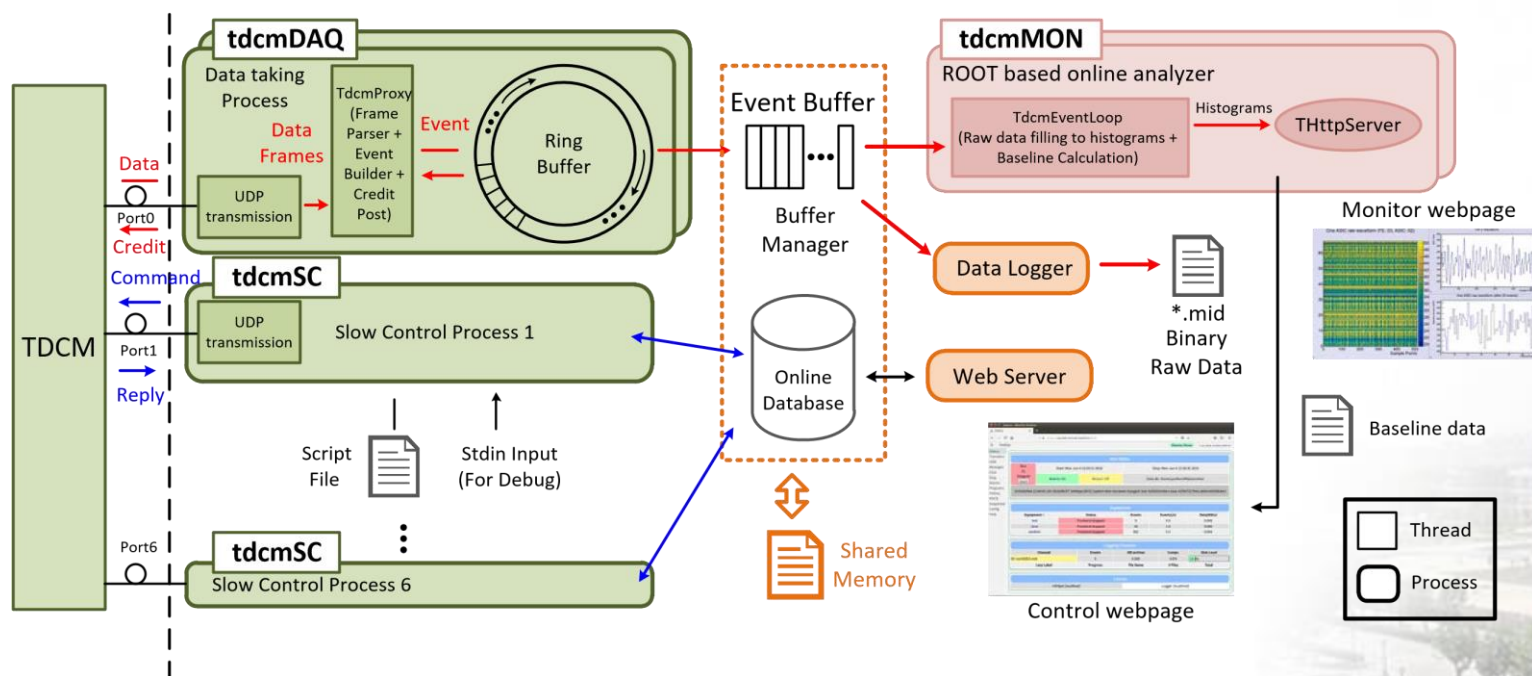 tdcmDAQ
Data taking
Process
TdcmProxy
(Frame
Parser +
Event
Builder +
Credit
Post)
Data
Frames
Event
Ring
Buffer
UDP
transmission
Data
Port0
Credit
Command
Port1
Reply
TDCM
tdcmSC
UDP
transmission
Slow Control Process 1
Script
File
Stdin Input
(For Debug)
Port6
tdcmSC
Slow Control Process 6
Event Buffer
Buffer
Manager
Online
Database
Shared
Memory
tdcmMON
ROOT based online analyzer
TdcmEventLoop
(Raw data filling to histograms +
Baseline Calculation)
Histograms
THttpServer
Data Logger
*.mid
Binary
Raw Data
Web Server
Monitor webpage
Baseline data
Control webpage
Thread
Process